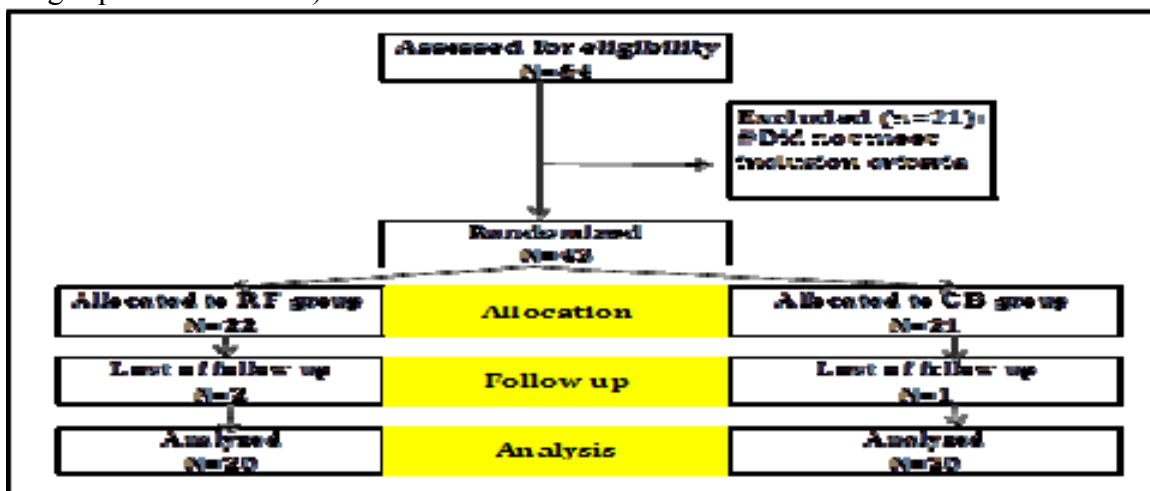 Assessed for eligibility
N=64
Excluded (n=21):
not meet
inclusion criteria
Randomized
N=43
Allocated to RF group
N=22
Allocation
Allocated to CB group
N=21
Lost of follow up
N=2
Follow up
Lost of follow up
N=1
Analyzed
N=20
Analysis
Analyzed
N=20